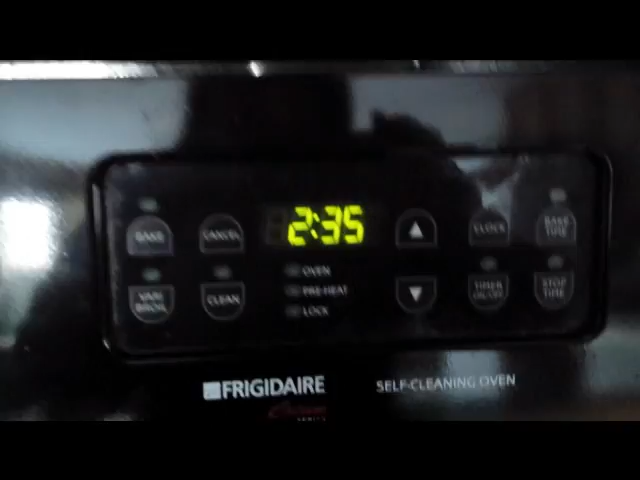 2:35
BAKE
CANCEL
CLOCK
BAKE TIME
OVEN
PRE-HEAT
LOCK
VARI BROIL
CLEAN
TIMER ON/OFF
STOP TIME
FRIGIDAIRE
SELF-CLEANING OVEN